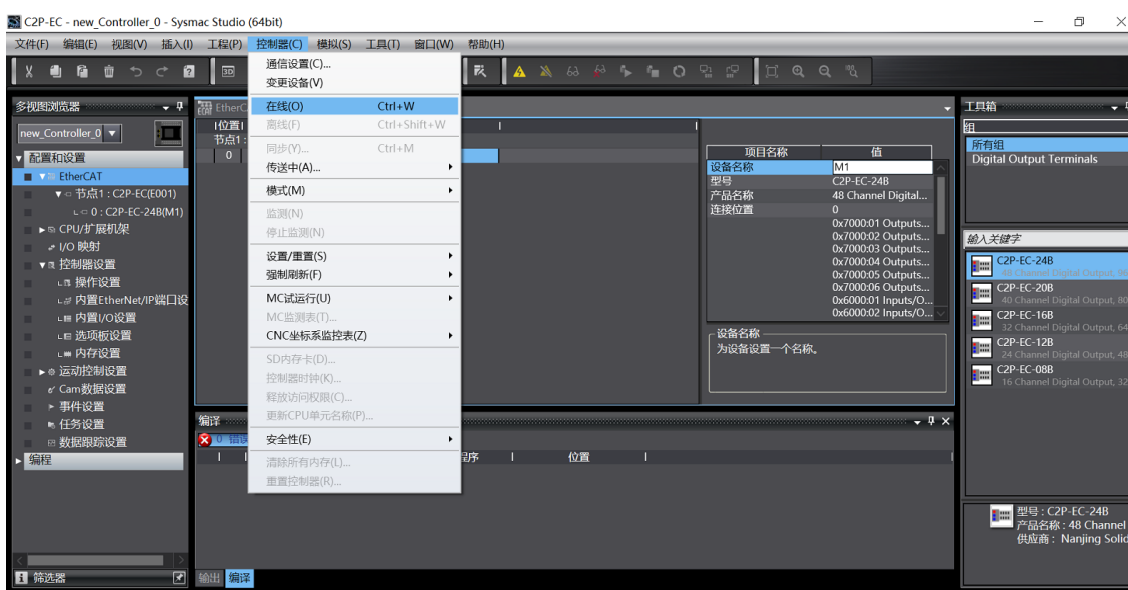 C2P-EC - new_Controller_0 - Sysmac Studio (64bit)
文件(F) 编辑(E) 视图(V) 插入(I) 工程(P) 控制器(C) 模拟(S) 工具(T) 窗口(W) 帮助(H)
通信设置(C)...
变更设备(V)
在线(O) Ctrl+W
离线(F) Ctrl+Shift+W
同步(Y)... Ctrl+M
传送中(A)...
模式(M)
监测(N)
停止监测(N)
设置/重置(S)
强制刷新(F)
MC试运行(U)
MC监测表(T)...
CNC坐标系监控表(Z)
SD内存卡(D)...
控制器时钟(K)...
释放访问权限(C)...
更新CPU单元名称(P)...
安全性(E)
清除所有内存(L)...
重置控制器(R)...
多视图浏览器
new_Controller_0
配置和设置
EtherCAT
节点1 : C2P-EC(E001)
0 : C2P-EC-24B(M1)
CPU/扩展机架
I/O 映射
控制器设置
操作设置
内置EtherNet/IP端口设
内置I/O设置
选项板设置
内存设置
运动控制设置
Cam数据设置
事件设置
任务设置
数据跟踪设置
编程
筛选器
EtherC
位置
节点1 :
0
项目名称 值
设备名称 M1
型号 C2P-EC-24B
产品名称 48 Channel Digital...
连接位置 0
0x7000:01 Outputs...
0x7000:02 Outputs...
0x7000:03 Outputs...
0x7000:04 Outputs...
0x7000:05 Outputs...
0x7000:06 Outputs...
0x6000:01 Inputs/O...
0x6000:02 Inputs/O...
设备名称
为设备设置一个名称。
编译
0 错误
程序 位置
输出 编译
工具箱
组
所有组
Digital Output Terminals
输入关键字
C2P-EC-24B
48 Channel Digital Output, 96
C2P-EC-20B
40 Channel Digital Output, 80
C2P-EC-16B
32 Channel Digital Output, 64
C2P-EC-12B
24 Channel Digital Output, 48
C2P-EC-08B
16 Channel Digital Output, 32
型号 : C2P-EC-24B
产品名称 : 48 Channel
供应商 : Nanjing Solid